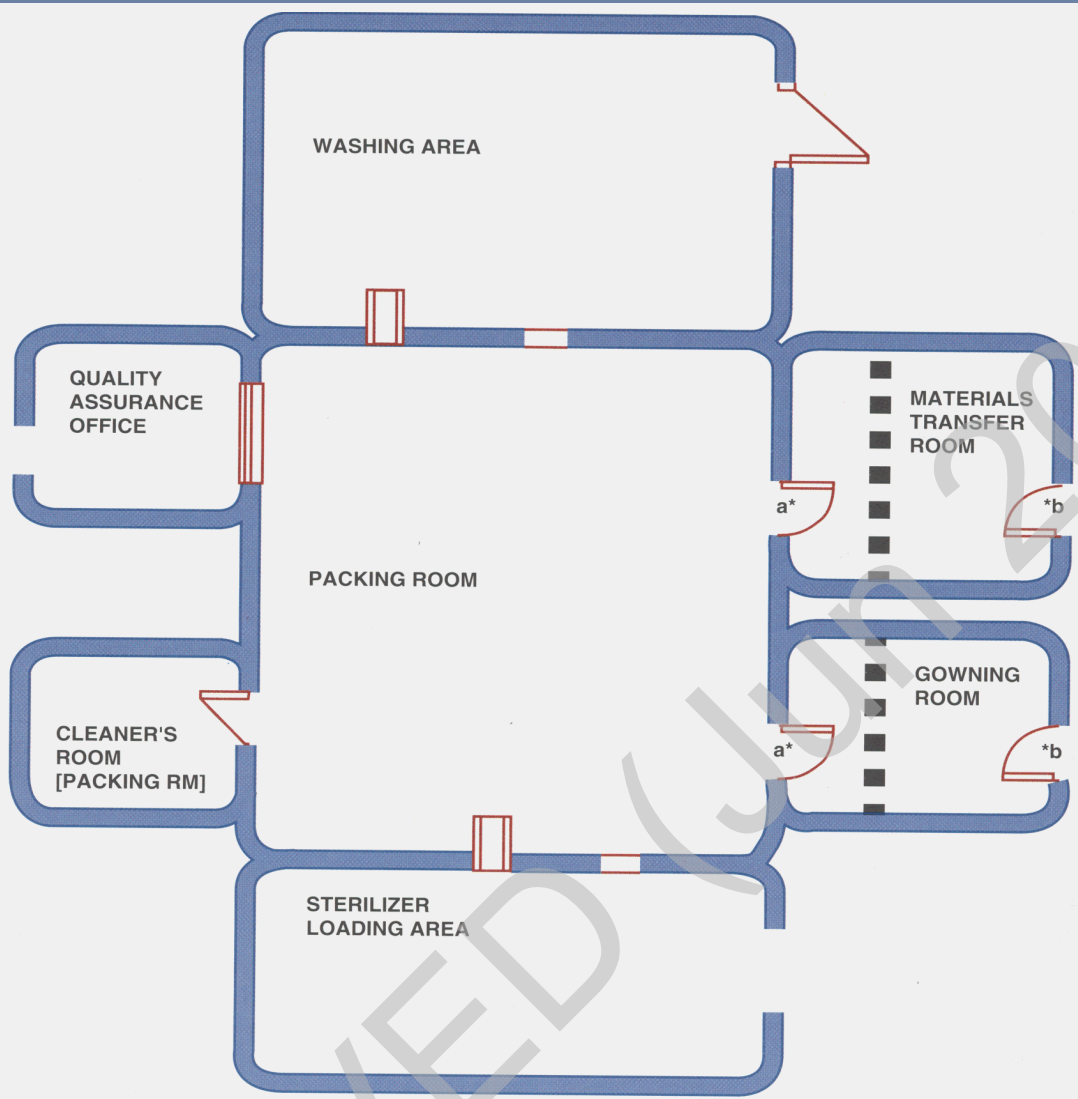 WASHING AREA
QUALITY
ASSURANCE
OFFICE
MATERIALS
TRANSFER
ROOM
a*
*b
PACKING ROOM
GOWNING
ROOM
CLEANER'S
ROOM
[PACKING RM]
a*
*b
STERILIZER
LOADING AREA